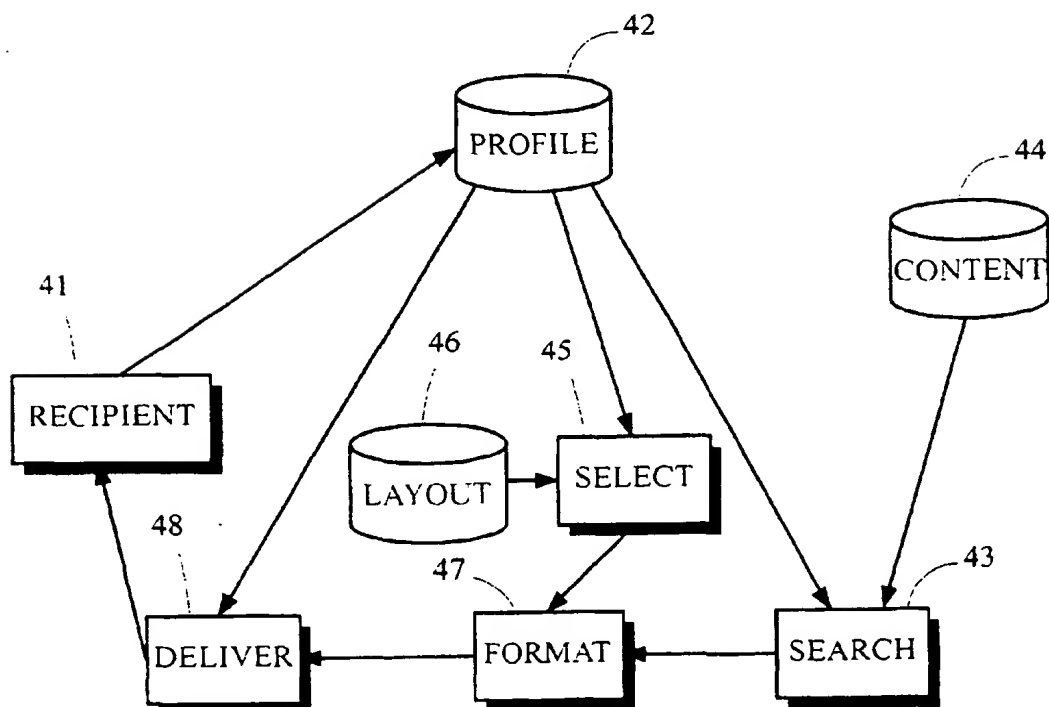 42
PROFILE
44
CONTENT
41
RECIPIENT
46
45
LAYOUT
SELECT
48
47
43
DELIVER
FORMAT
SEARCH